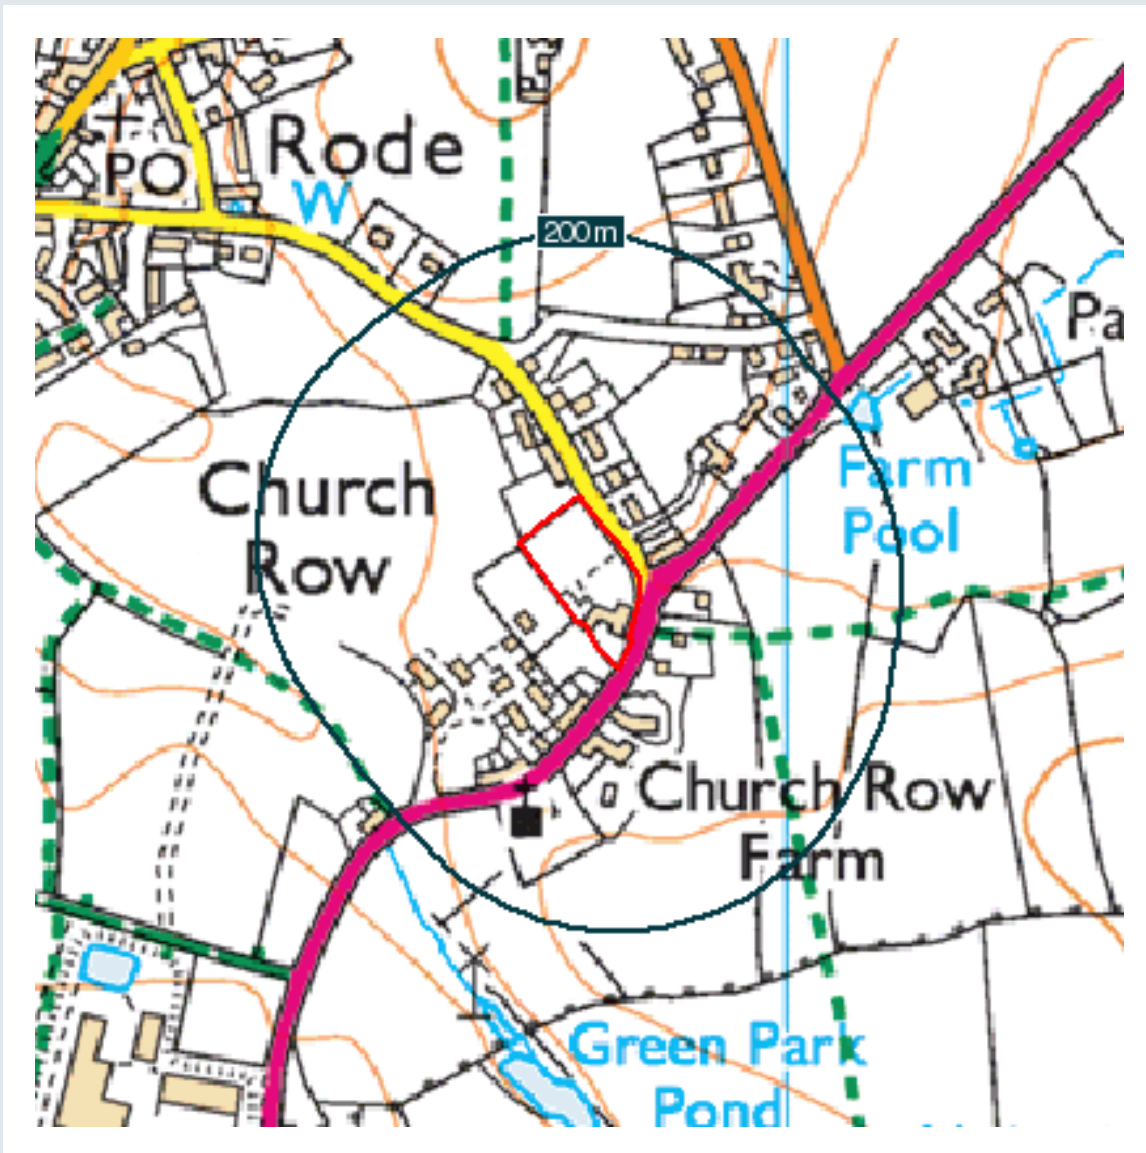 Rode
PO
W
200m
Pa
Church
Row
Farm
Pool
Church Row
Farm
Green Park
Pond